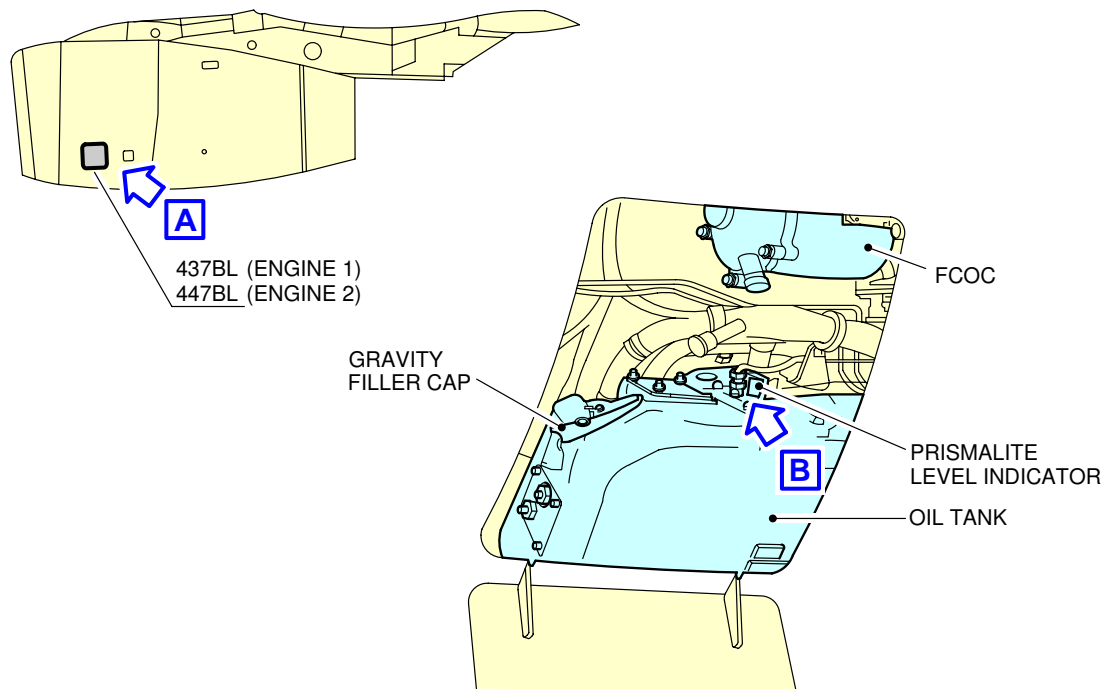 A
437BL (ENGINE 1)
447BL (ENGINE 2)
FCOC
GRAVITY
FILLER CAP
B
PRISMALITE
LEVEL INDICATOR
OIL TANK